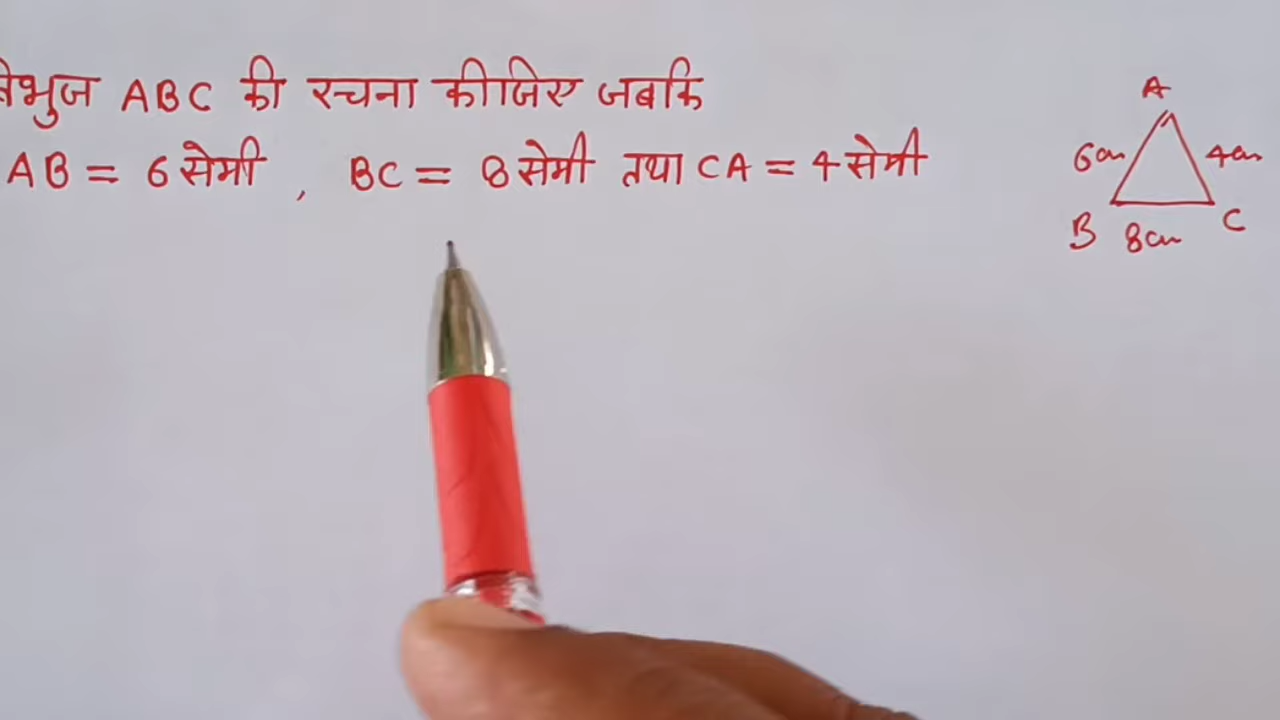 ABC की रचना कीजिए जबकि
AB = 6 सेमी , BC = 8 सेमी तथा CA = 4 सेमी
A
6cm 4cm
B 8cm C